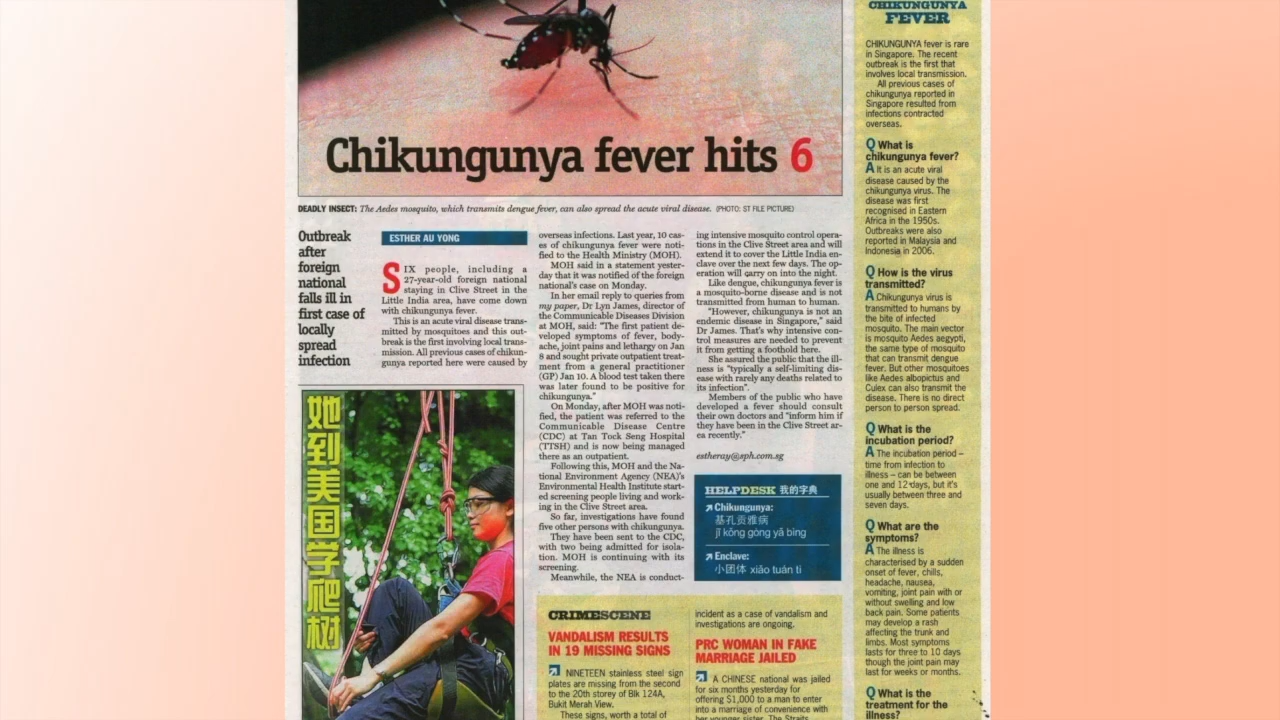 Chikungunya fever hits 6
DEADLY INSECT: The Aedes mosquito, which transmits dengue fever, can also spread the acute viral disease. (PHOTO: ST FILE PICTURE)
Outbreak
after
foreign
national
falls ill in
first case of
locally
spread
infection
ESTHER AU YONG
SIX people, including a
27-year-old foreign national
staying in Clive Street in the
Little India area, have come down
with chikungunya fever.
This is an acute viral disease trans-
mitted by mosquitoes and this out-
break is the first involving local trans-
mission. All previous cases of chikun-
gunya reported here were caused by
overseas infections. Last year, 10 cas-
es of chikungunya fever were noti-
fied to the Health Ministry (MOH).
MOH said in a statement yester-
day that it was notified of the foreign
national's case on Monday.
In her email reply to queries from
my paper, Dr Lyn James, director of
the Communicable Diseases Division
at MOH, said: "The first patient de-
veloped symptoms of fever, body-
ache, joint pains and lethargy on Jan
8 and sought private outpatient treat-
ment from a general practitioner
(GP) Jan 10. A blood test taken there
was later found to be positive for
chikungunya."
On Monday, after MOH was noti-
fied, the patient was referred to the
Communicable Disease Centre
(CDC) at Tan Tock Seng Hospital
(TTSH) and is now being managed
there as an outpatient.
Following this, MOH and the Na-
tional Environment Agency (NEA)'s
Environmental Health Institute start-
ed screening people living and work-
ing in the Clive Street area.
So far, investigations have found
five other persons with chikungunya.
They have been sent to the CDC,
with two being admitted for isola-
tion. MOH is continuing with its
screening.
Meanwhile, the NEA is conduct-
ing intensive mosquito control opera-
tions in the Clive Street area and will
extend it to cover the Little India en-
clave over the next few days. The op-
eration will carry on into the night.
Like dengue, chikungunya fever is
a mosquito-borne disease and is not
transmitted from human to human.
"However, chikungunya is not an
endemic disease in Singapore," said
Dr James. That's why intensive con-
trol measures are needed to prevent
it from getting a foothold here.
She assured the public that the ill-
ness is "typically a self-limiting dis-
ease with rarely any deaths related to
its infection".
Members of the public who have
developed a fever should consult
their own doctors and "inform him if
they have been in the Clive Street ar-
ea recently."
estheray@sph.com.sg
HELPDESK 我的字典
Chikungunya:
基孔贡雅病
jī kǒng gòng yǎ bìng
Enclave:
小团体 xiǎo tuán tǐ
她到美国学爬树
CRIMESCENE
VANDALISM RESULTS
IN 19 MISSING SIGNS
NINETEEN stainless steel sign
plates are missing from the second
to the 20th storey of Blk 124A,
Bukit Merah View.
These signs, worth a total of
incident as a case of vandalism and
investigations are ongoing.
PRC WOMAN IN FAKE
MARRIAGE JAILED
A CHINESE national was jailed
for six months yesterday for
offering $1,000 to a man to enter
into a marriage of convenience with
her younger sister. The Straits
CHIKUNGUNYA
FEVER
CHIKUNGUNYA fever is rare
in Singapore. The recent
outbreak is the first that
involves local transmission.
All previous cases of
chikungunya reported in
Singapore resulted from
infections contracted
overseas.
Q What is
chikungunya fever?
A It is an acute viral
disease caused by the
chikungunya virus. The
disease was first
recognised in Eastern
Africa in the 1950s.
Outbreaks were also
reported in Malaysia and
Indonesia in 2006.
Q How is the virus
transmitted?
A Chikungunya virus is
transmitted to humans by
the bite of infected
mosquito. The main vector
is mosquito Aedes aegypti,
the same type of mosquito
that can transmit dengue
fever. But other mosquitoes
like Aedes albopictus and
Culex can also transmit the
disease. There is no direct
person to person spread.
Q What is the
incubation period?
A The incubation period –
time from infection to
illness – can be between
one and 12 days, but it's
usually between three and
seven days.
Q What are the
symptoms?
A The illness is
characterised by a sudden
onset of fever, chills,
headache, nausea,
vomiting, joint pain with or
without swelling and low
back pain. Some patients
may develop a rash
affecting the trunk and
limbs. Most symptoms
lasts for three to 10 days
though the joint pain may
last for weeks or months.
Q What is the
treatment for the
illness?